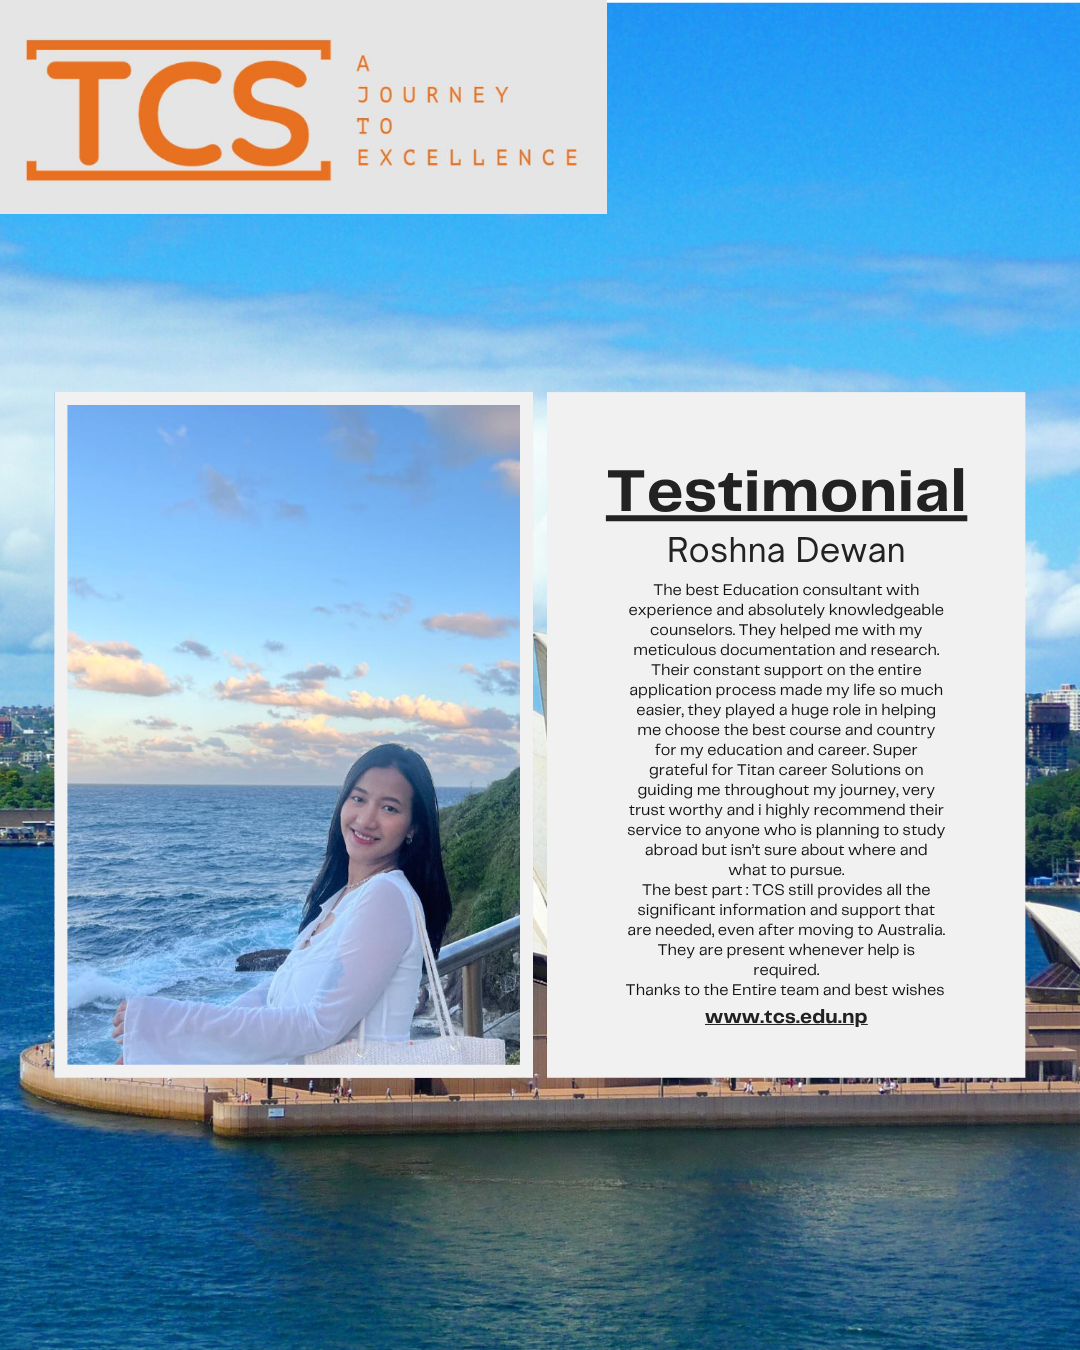 TCS
A
JOURNEY
TO
EXCELLENCE
Testimonial
Roshna Dewan
The best Education consultant with
experience and absolutely knowledgeable
counselors. They helped me with my
meticulous documentation and research.
Their constant support on the entire
application process made my life so much
easier, they played a huge role in helping
me choose the best course and country
for my education and career. Super
grateful for Titan career Solutions on
guiding me throughout my journey, very
trust worthy and i highly recommend their
service to anyone who is planning to study
abroad but isn't sure about where and
what to pursue.
The best part : TCS still provides all the
significant information and support that
are needed, even after moving to Australia.
They are present whenever help is
required.
Thanks to the Entire team and best wishes
www.tcs.edu.np